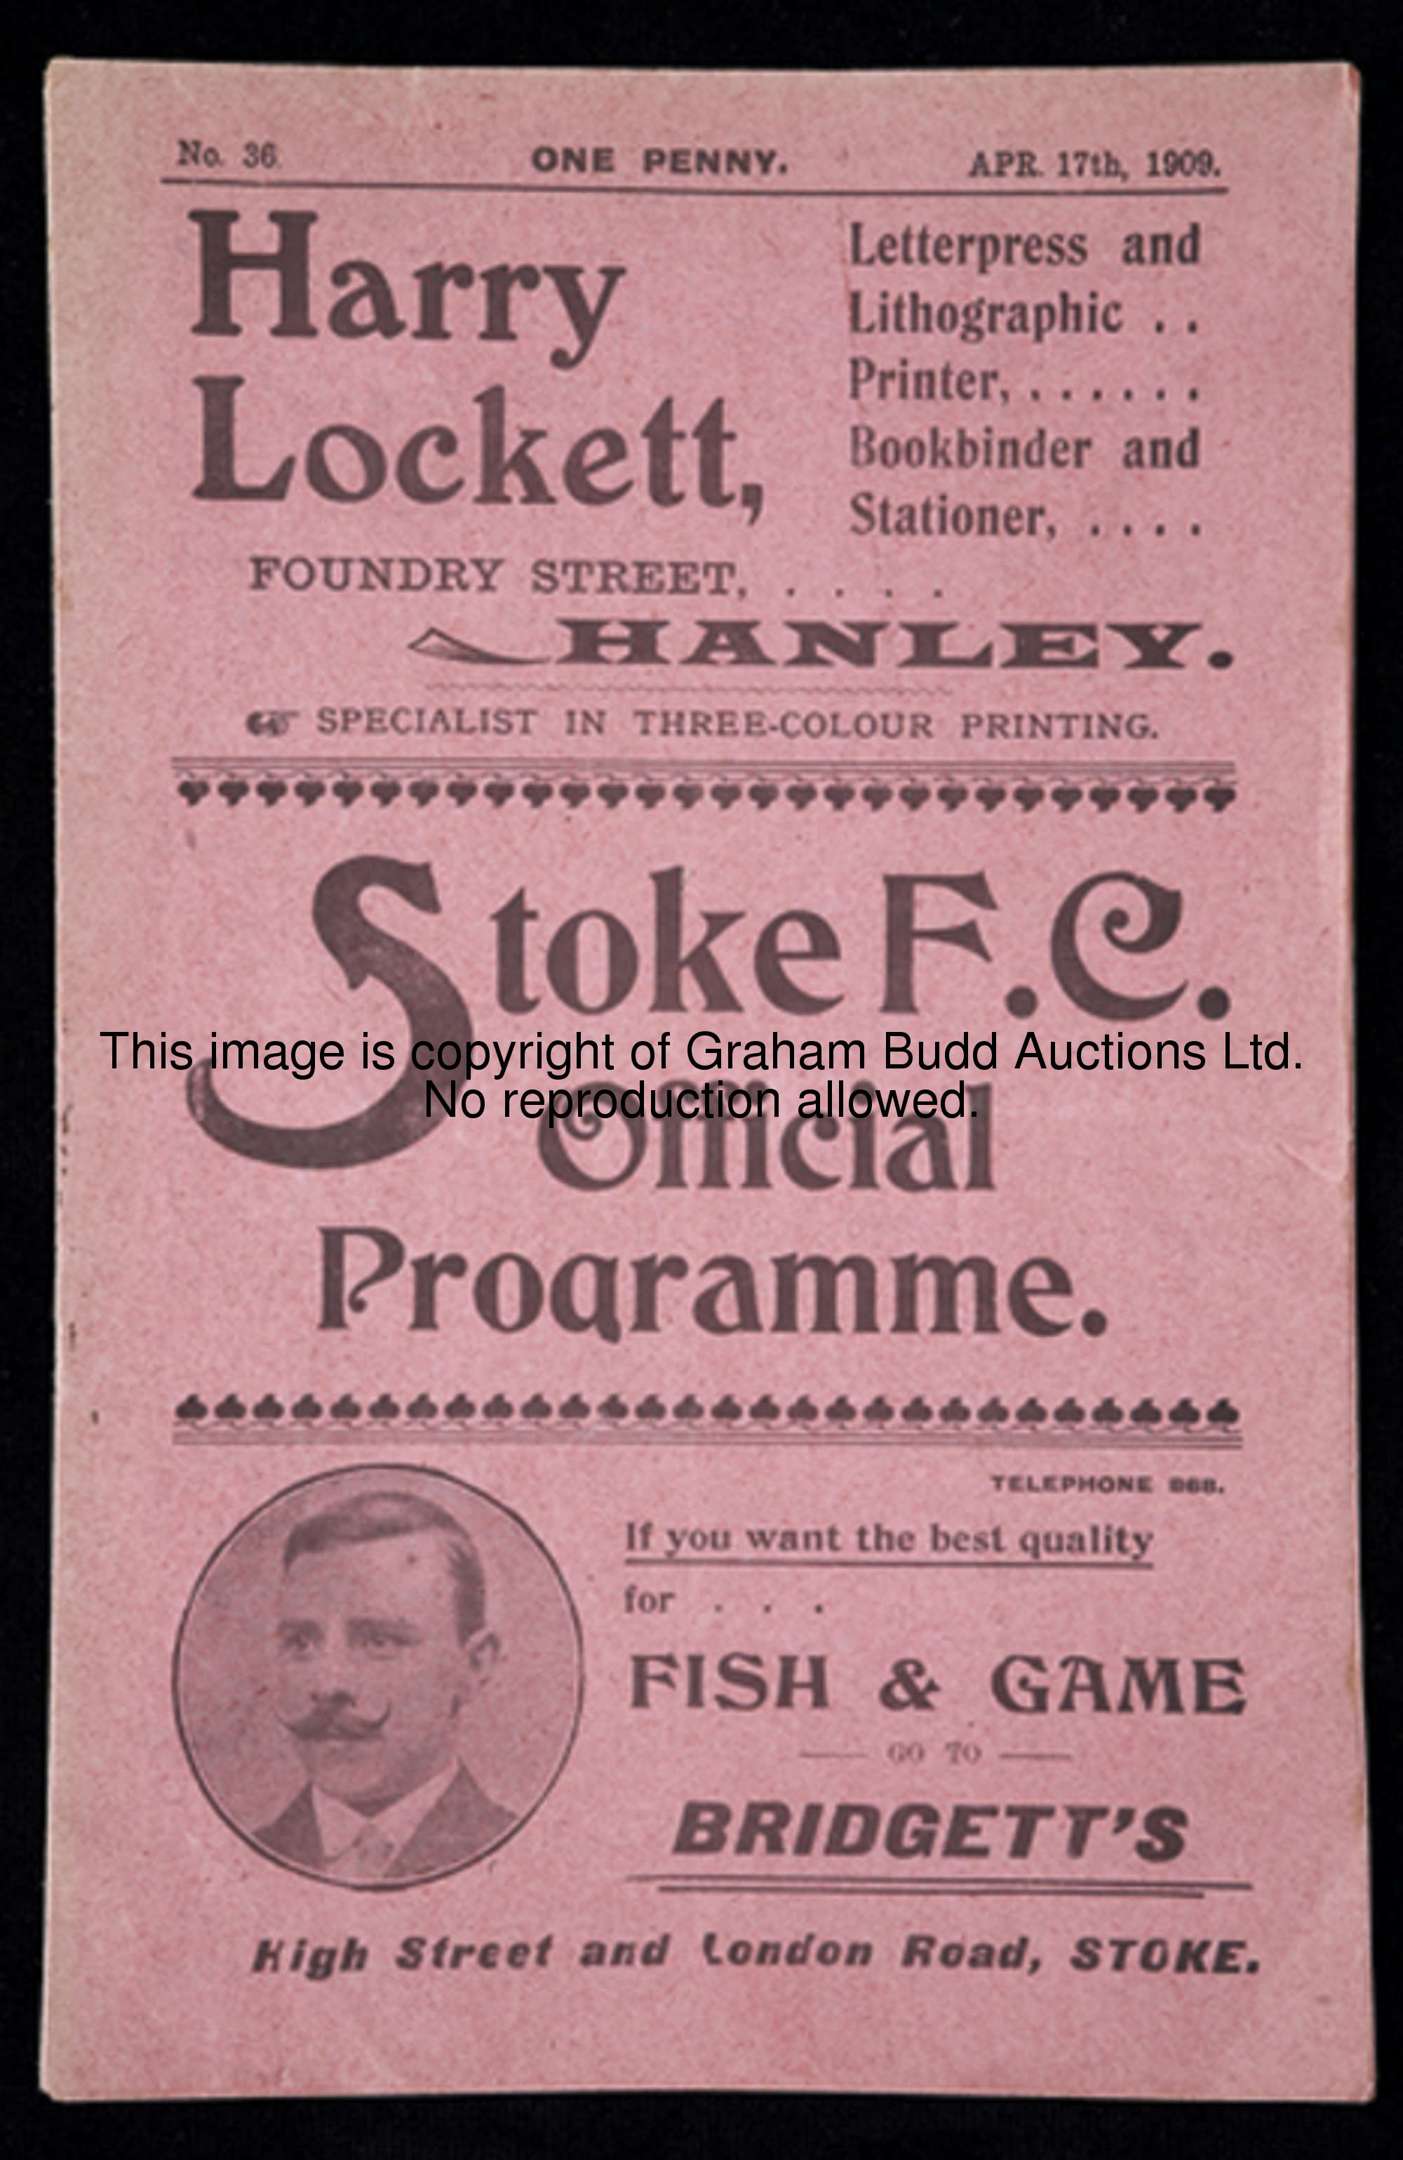 No. 36
ONE PENNY.
APR. 17th, 1909.
Harry
Lockett,
Letterpress and
Lithographic . .
Printer, . . . . . .
Bookbinder and
Stationer, . . . .
FOUNDRY STREET, . . . .
HANLEY.
SPECIALIST IN THREE-COLOUR PRINTING.
Stoke F.C.
This image is copyright of Graham Budd Auctions Ltd.
No reproduction allowed.
Official
Programme.
TELEPHONE 868.
If you want the best quality
for . . .
FISH & GAME
GO TO
BRIDGETT'S
High Street and London Road, STOKE.